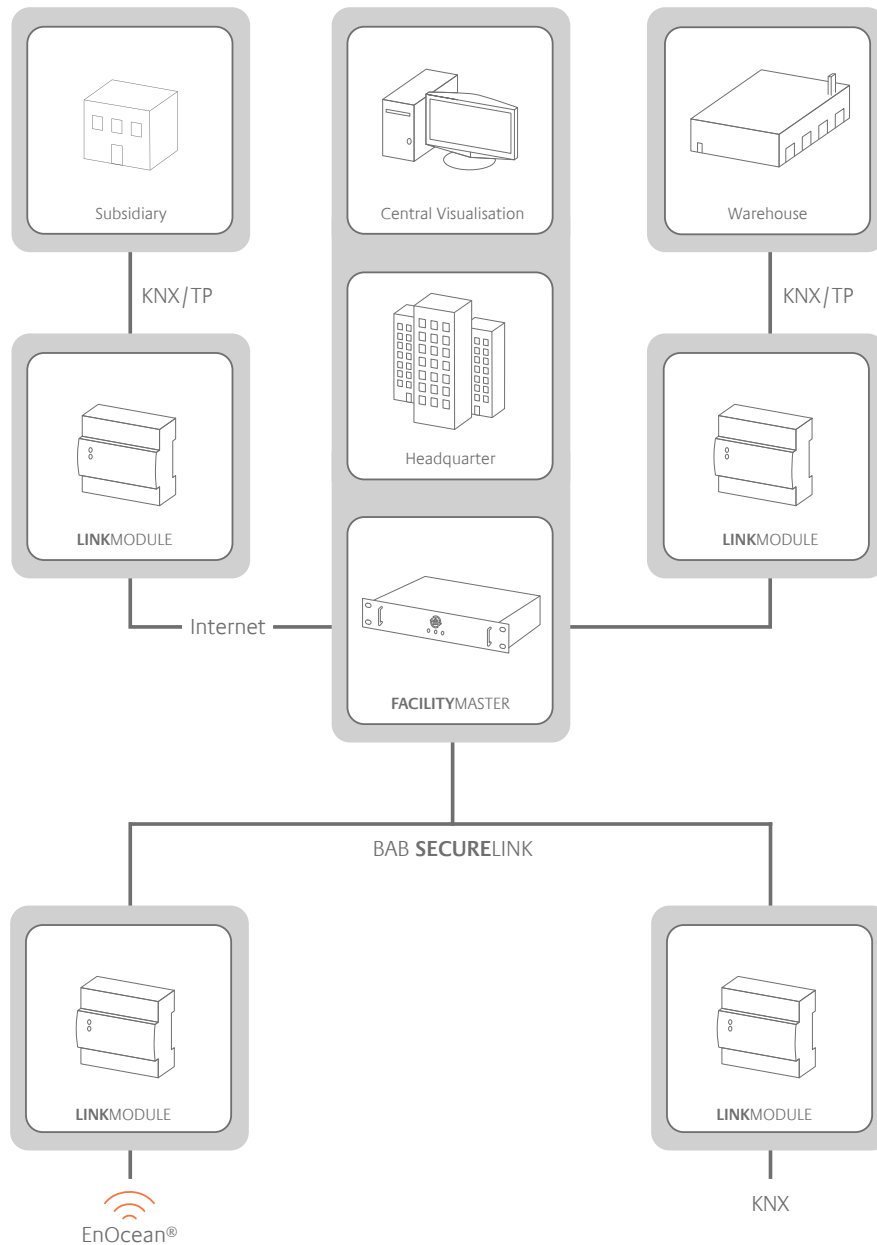 Subsidiary
Central Visualisation
Warehouse
KNX/TP
KNX/TP
Headquarter
LINKMODULE
LINKMODULE
Internet
FACILITYMASTER
BAB SECURELINK
LINKMODULE
LINKMODULE
EnOcean®
KNX